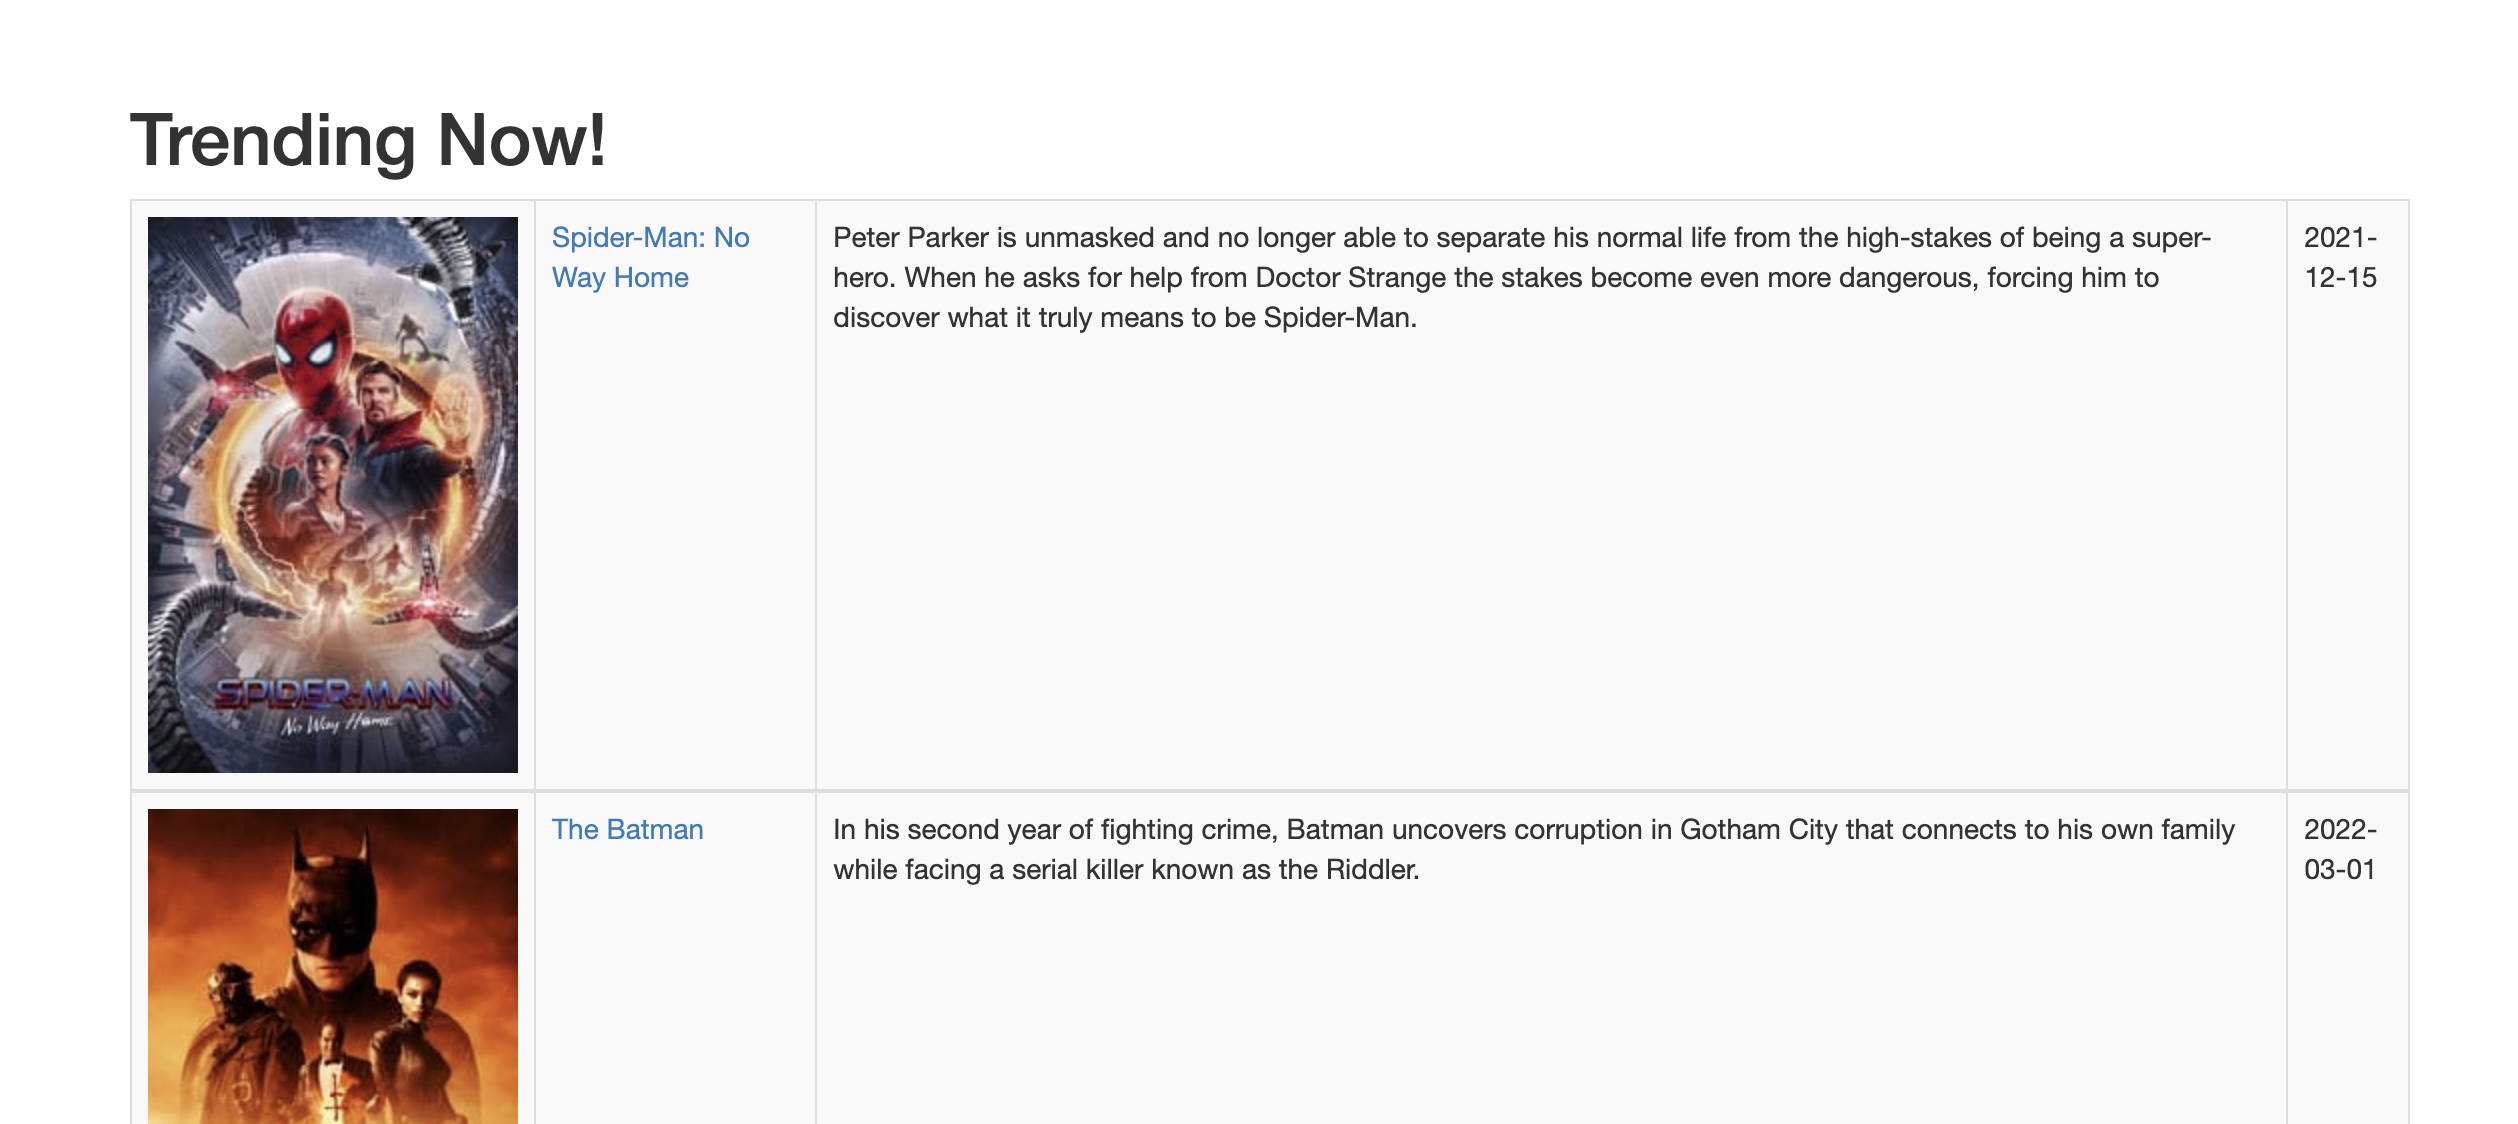 Trending Now!
SPIDER-MAN
No Way Home
Spider-Man: No
Way Home
Peter Parker is unmasked and no longer able to separate his normal life from the high-stakes of being a super-
hero. When he asks for help from Doctor Strange the stakes become even more dangerous, forcing him to
discover what it truly means to be Spider-Man.
2021-
12-15
The Batman
In his second year of fighting crime, Batman uncovers corruption in Gotham City that connects to his own family
while facing a serial killer known as the Riddler.
2022-
03-01